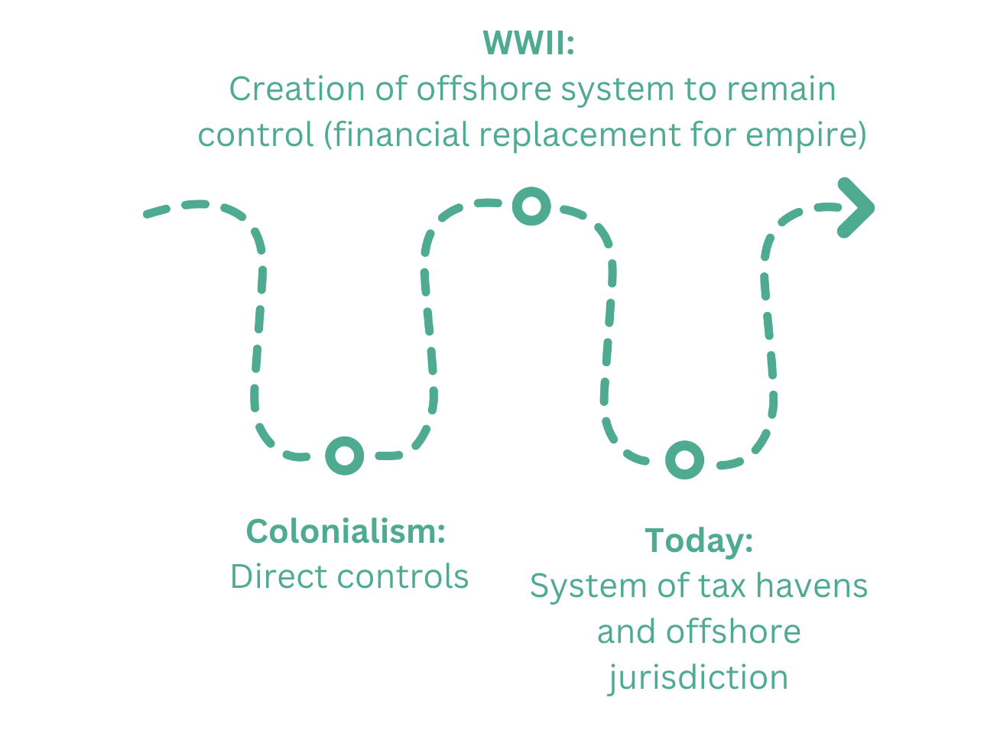 WWII:
Creation of offshore system to remain
control (financial replacement for empire)
Colonialism:
Direct controls
Today:
System of tax havens
and offshore
jurisdiction